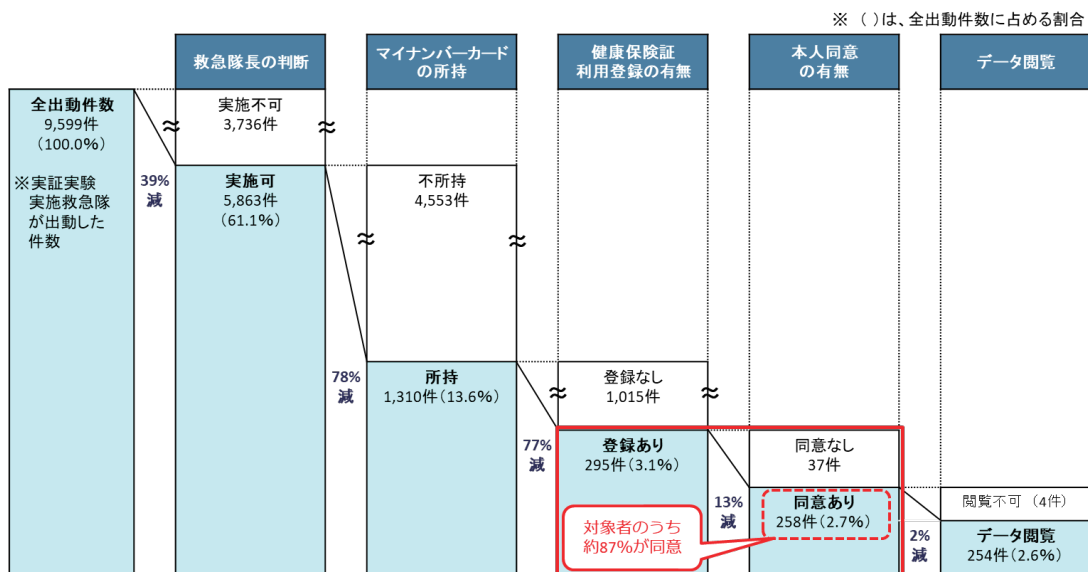 ※ ( )は、全出動件数に占める割合
救急隊長の判断
マイナンバーカード
の所持
健康保険証
利用登録の有無
本人同意
の有無
データ閲覧
全出動件数
9,599件
(100.0%)
※実証実験
実施救急隊
が出動した
件数
39%
減
実施不可
3,736件
実施可
5,863件
(61.1%)
78%
減
不所持
4,553件
所持
1,310件(13.6%)
77%
減
登録なし
1,015件
登録あり
295件(3.1%)
対象者のうち
約87%が同意
13%
減
同意なし
37件
同意あり
258件(2.7%)
2%
減
閲覧不可 (4件)
データ閲覧
254件(2.6%)